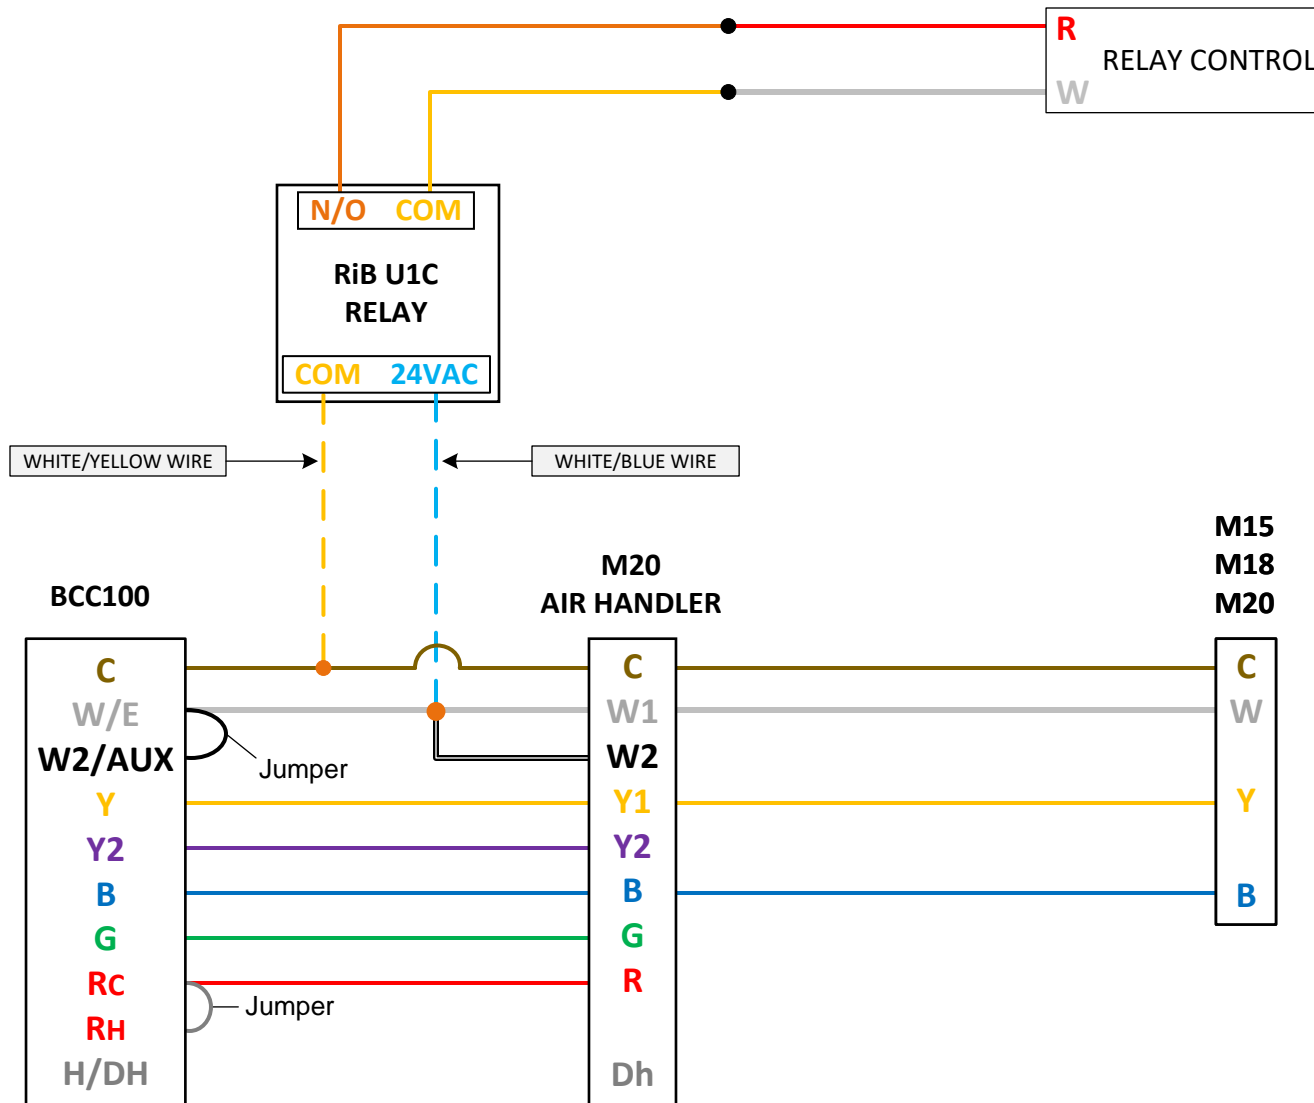 R
RELAY CONTROL
W
N/O COM
RiB U1C
RELAY
COM 24VAC
WHITE/YELLOW WIRE
WHITE/BLUE WIRE
M15
M18
M20
M20
AIR HANDLER
BCC100
C
W/E
W2/AUX
Y
Y2
B
G
RC
RH
H/DH
Jumper
Jumper
C
W1
W2
Y1
Y2
B
G
R
Dh
C
W
Y
B